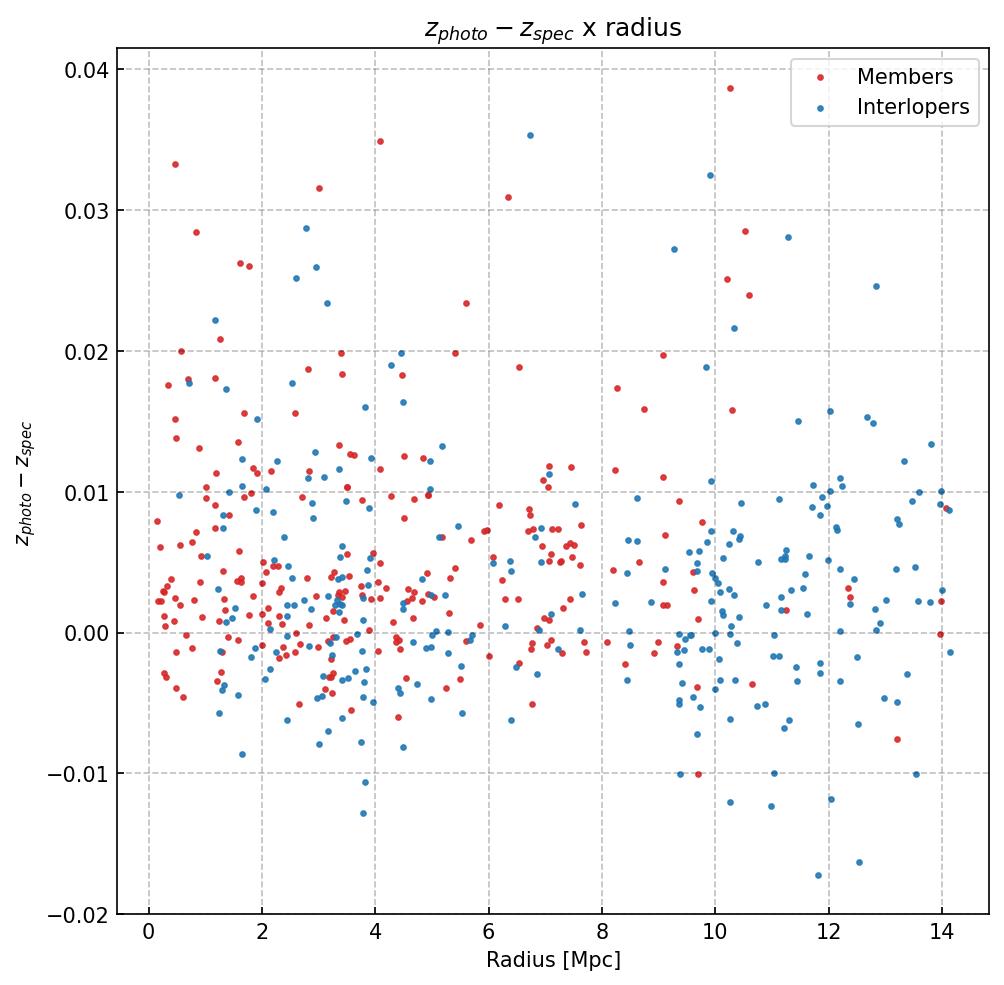 z_photo − z_spec x radius
Members
Interlopers
0.04
0.03
0.02
0.01
0.00
−0.01
−0.02
z_photo − z_spec
0 2 4 6 8 10 12 14
Radius [Mpc]